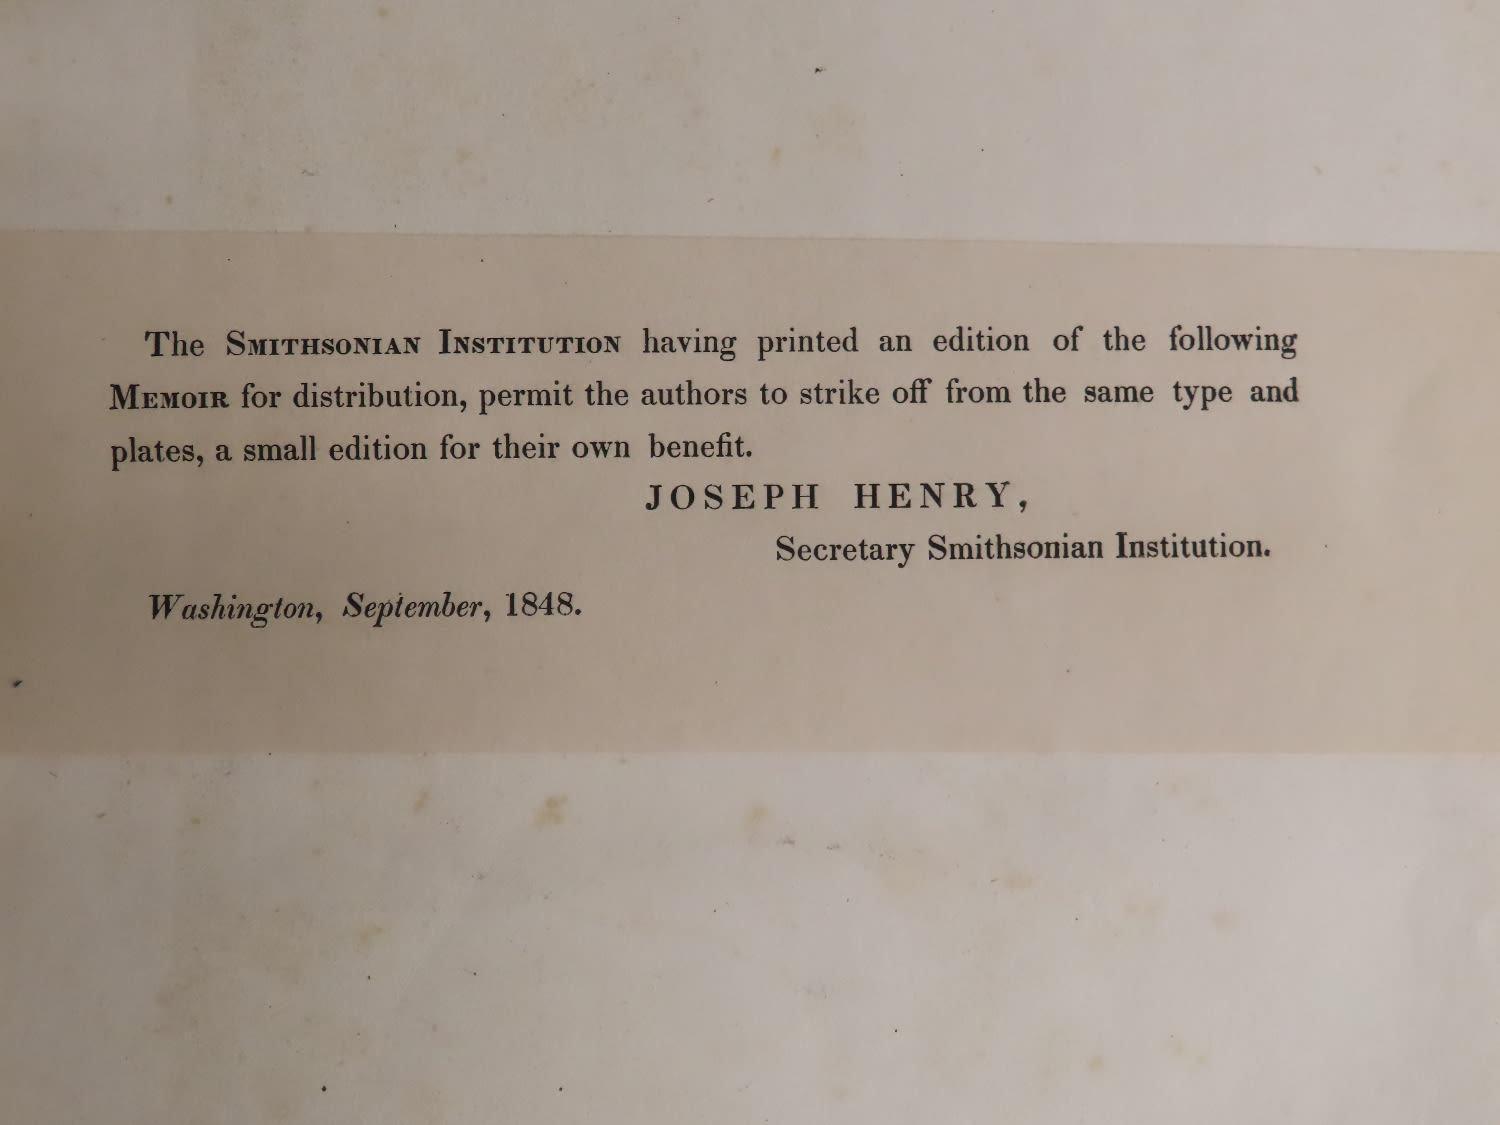 The Smithsonian Institution having printed an edition of the following
Memoir for distribution, permit the authors to strike off from the same type and
plates, a small edition for their own benefit.
JOSEPH HENRY,
Secretary Smithsonian Institution.
Washington, September, 1848.